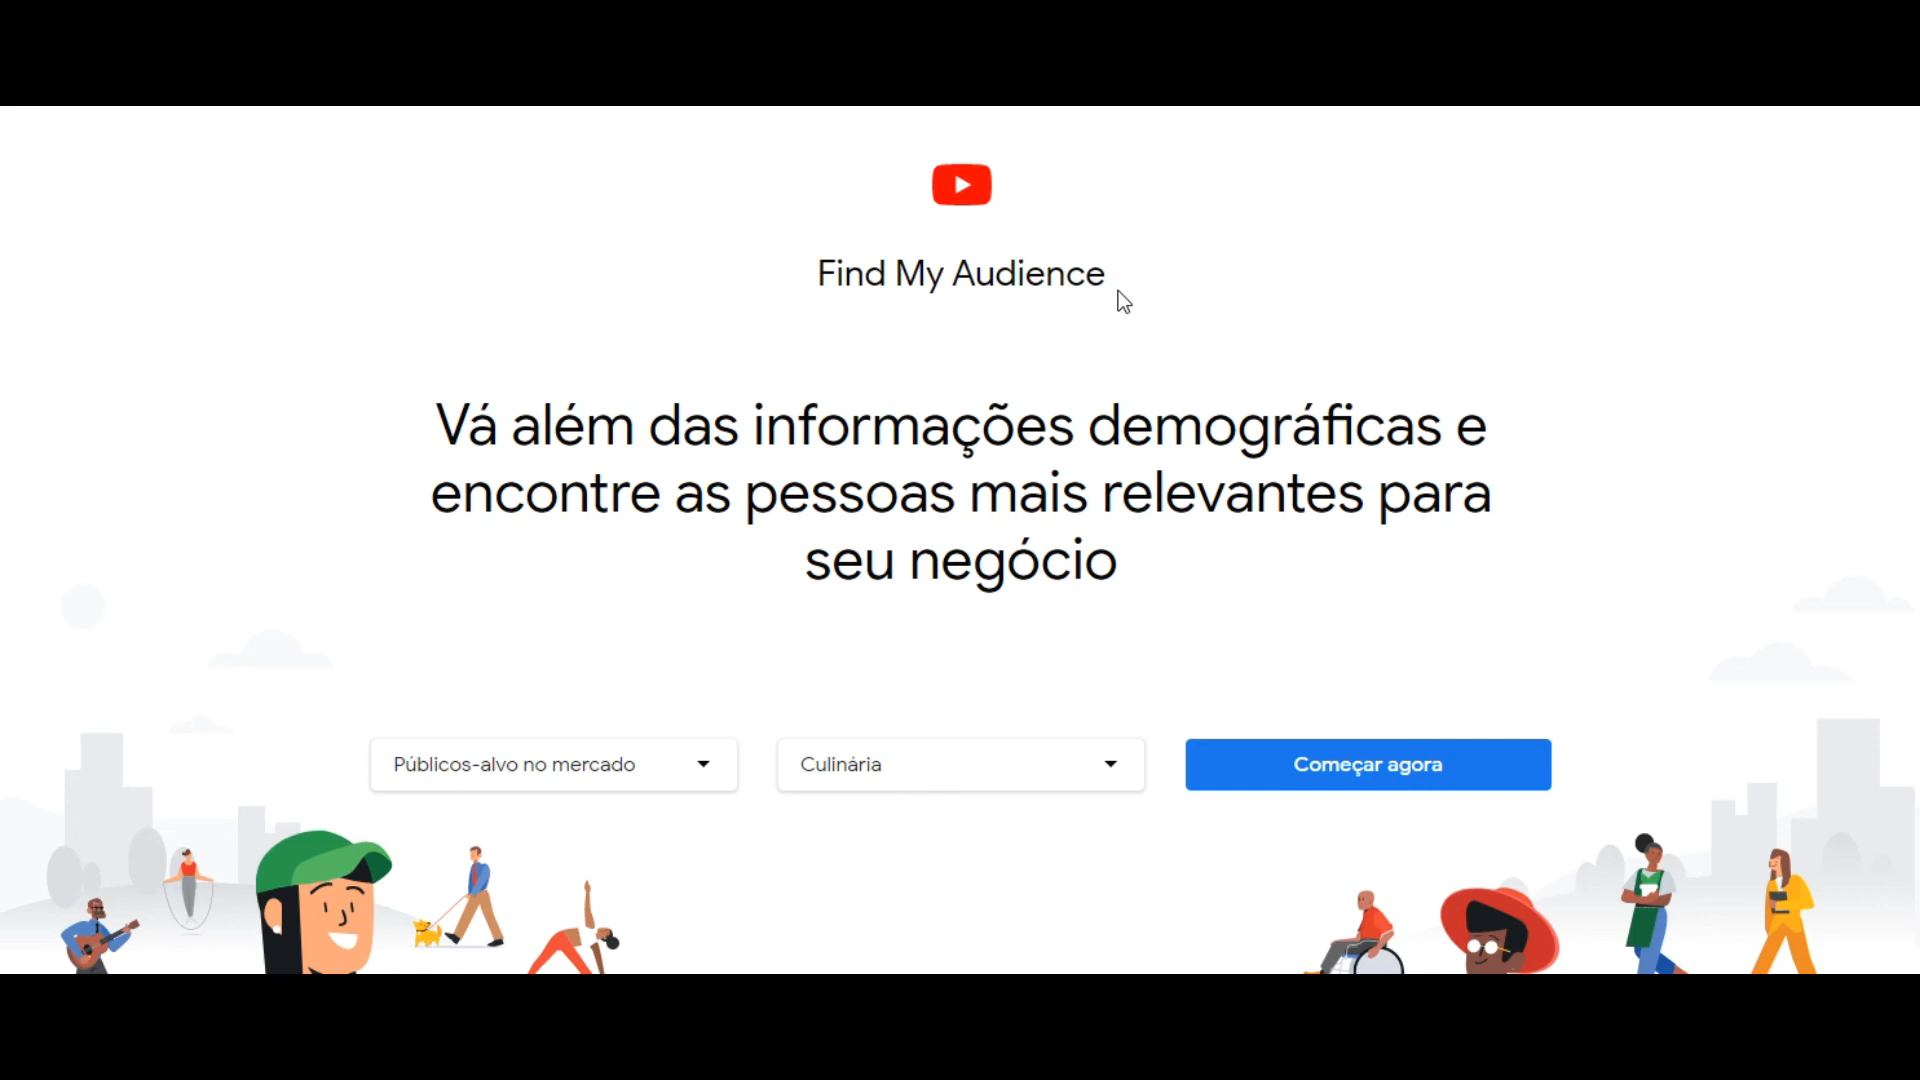 Find My Audience
Vá além das informações demográficas e
encontre as pessoas mais relevantes para
seu negócio
Públicos-alvo no mercado
Culinária
Começar agora